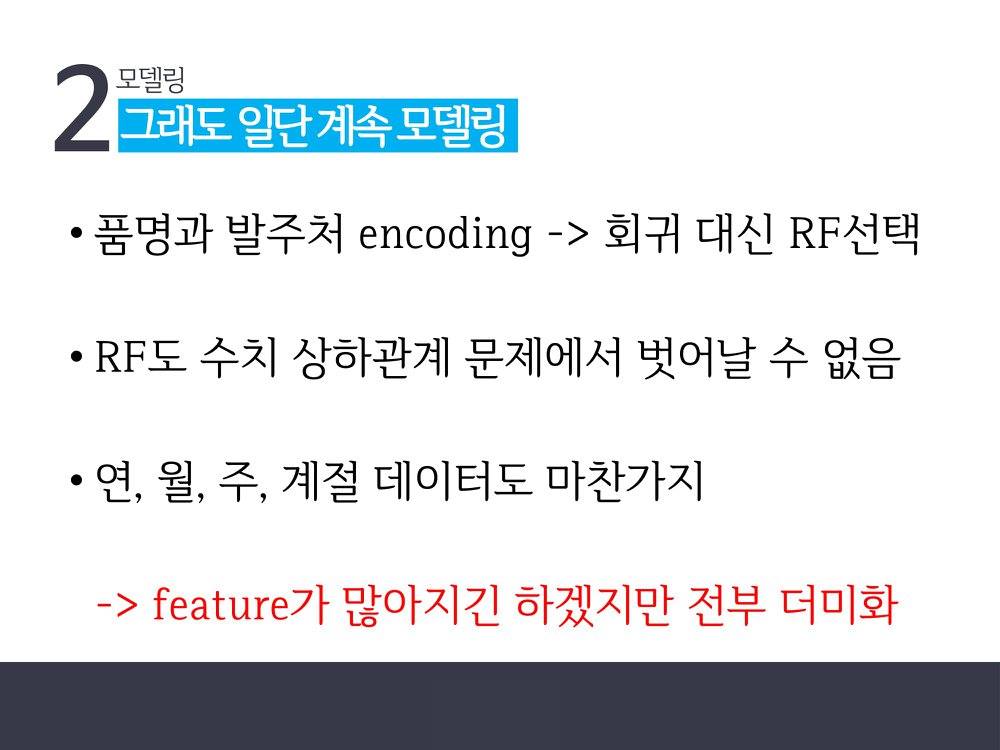 2 모델링
그래도 일단 계속 모델링
• 품명과 발주처 encoding -> 회귀 대신 RF선택
• RF도 수치 상하관계 문제에서 벗어날 수 없음
• 연, 월, 주, 계절 데이터도 마찬가지
-> feature가 많아지긴 하겠지만 전부 더미화